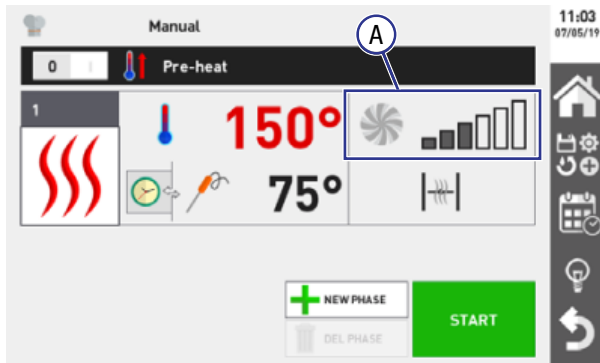 Manual
A
11:03
07/05/19
0 I
Pre-heat
1
150°
75°
NEW PHASE
DEL PHASE
START